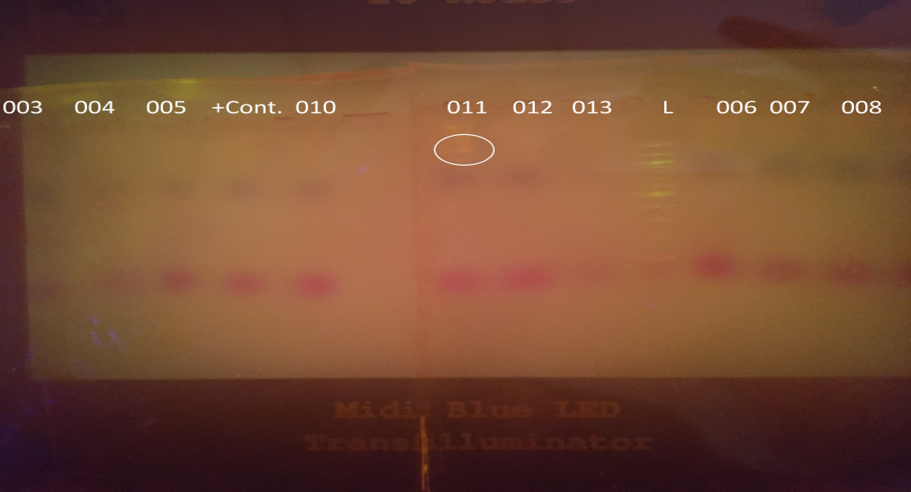 003 004 005 +Cont. 010 011 012 013 L 006 007 008
Midi Blue LED
Transilluminator